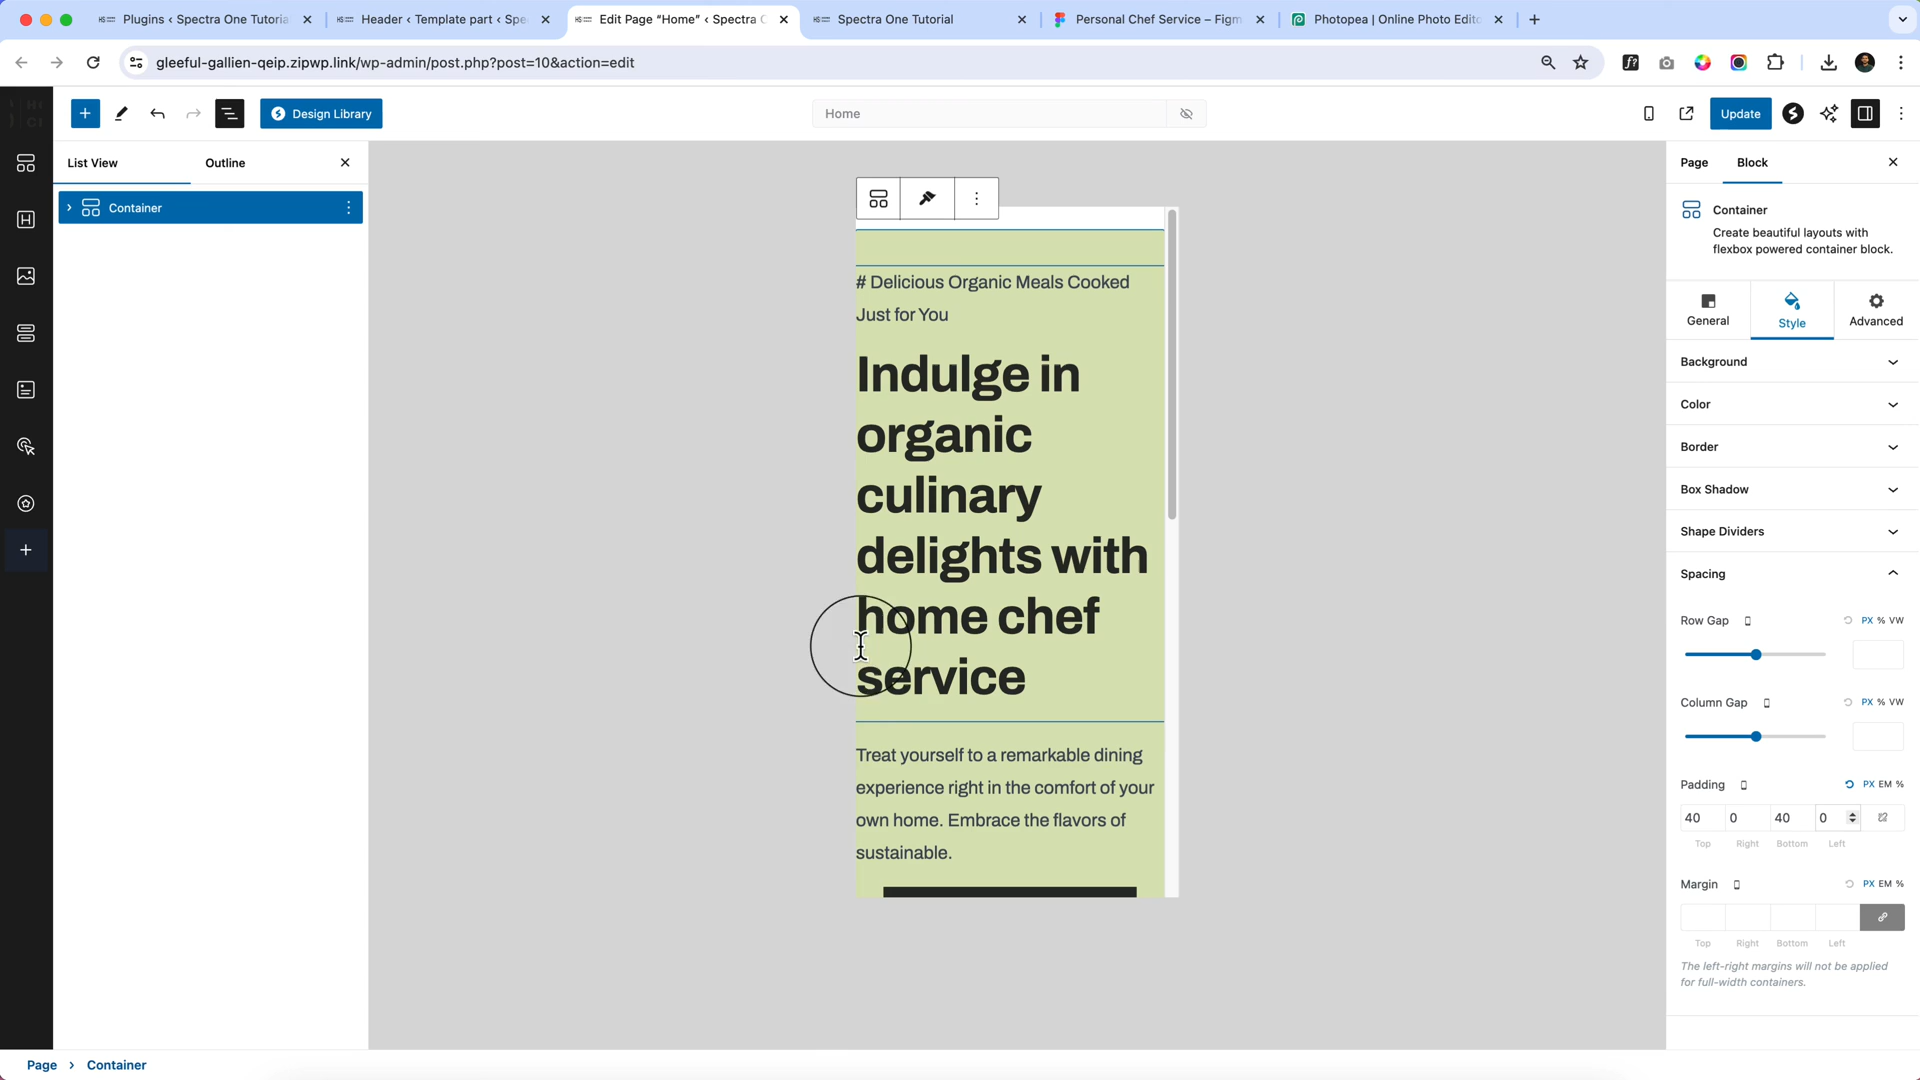 Plugins ‹ Spectra One Tutoria
Header ‹ Template part ‹ Spe
Edit Page “Home” ‹ Spectra O
Spectra One Tutorial
Personal Chef Service – Figm
Photopea | Online Photo Edito
gleeful-gallien-qeip.zipwp.link/wp-admin/post.php?post=10&action=edit
Design Library
Home
Update
List View
Outline
Container
# Delicious Organic Meals Cooked
Just for You
Indulge in
organic
culinary
delights with
home chef
service
Treat yourself to a remarkable dining
experience right in the comfort of your
own home. Embrace the flavors of
sustainable.
Page
Block
Container
Create beautiful layouts with
flexbox powered container block.
General
Style
Advanced
Background
Color
Border
Box Shadow
Shape Dividers
Spacing
Row Gap
PX % VW
Column Gap
PX % VW
Padding
PX EM %
40 0 40 0
Top Right Bottom Left
Margin
PX EM %
Top Right Bottom Left
The left-right margins will not be applied
for full-width containers.
Page › Container